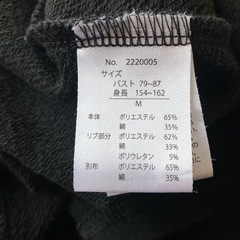 No. 2220005
サイズ
バスト 79~87
身長 154~162
M
本体 ポリエステル 65%
綿 35%
リブ部分 ポリエステル 62%
綿 33%
ポリウレタン 5%
別布 ポリエステル 65%
綿 35%